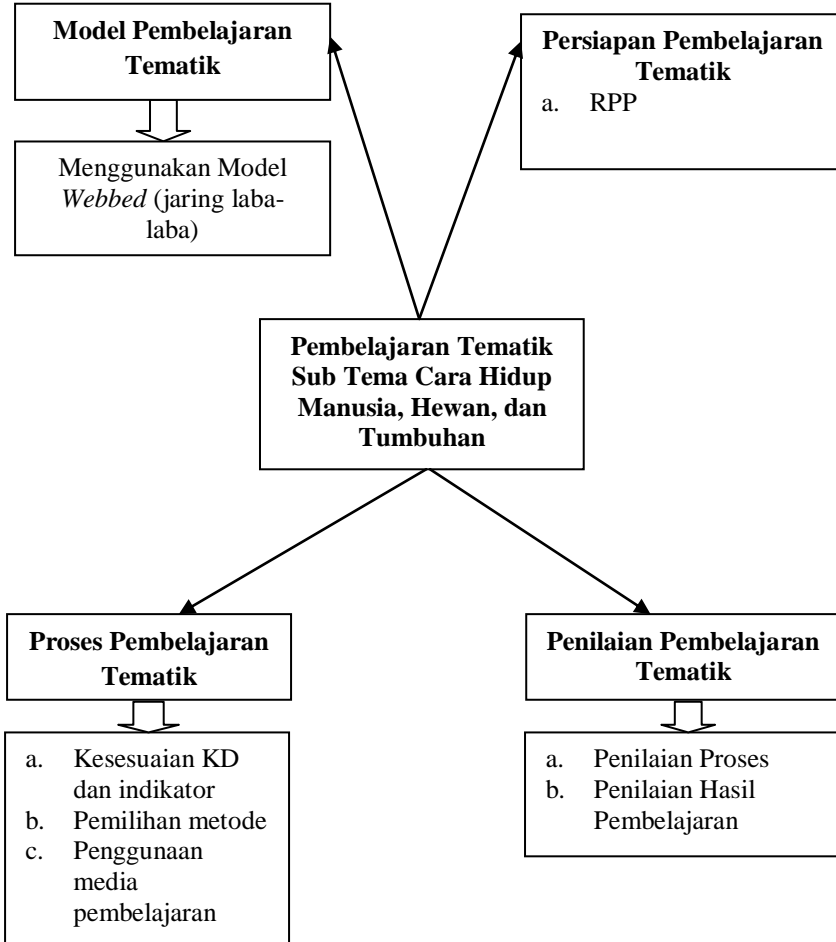 Model Pembelajaran
Tematik
Menggunakan Model
Webbed (jaring laba-
laba)
Persiapan Pembelajaran
Tematik
a. RPP
Pembelajaran Tematik
Sub Tema Cara Hidup
Manusia, Hewan, dan
Tumbuhan
Proses Pembelajaran
Tematik
a. Kesesuaian KD
dan indikator
b. Pemilihan metode
c. Penggunaan
media
pembelajaran
Penilaian Pembelajaran
Tematik
a. Penilaian Proses
b. Penilaian Hasil
Pembelajaran